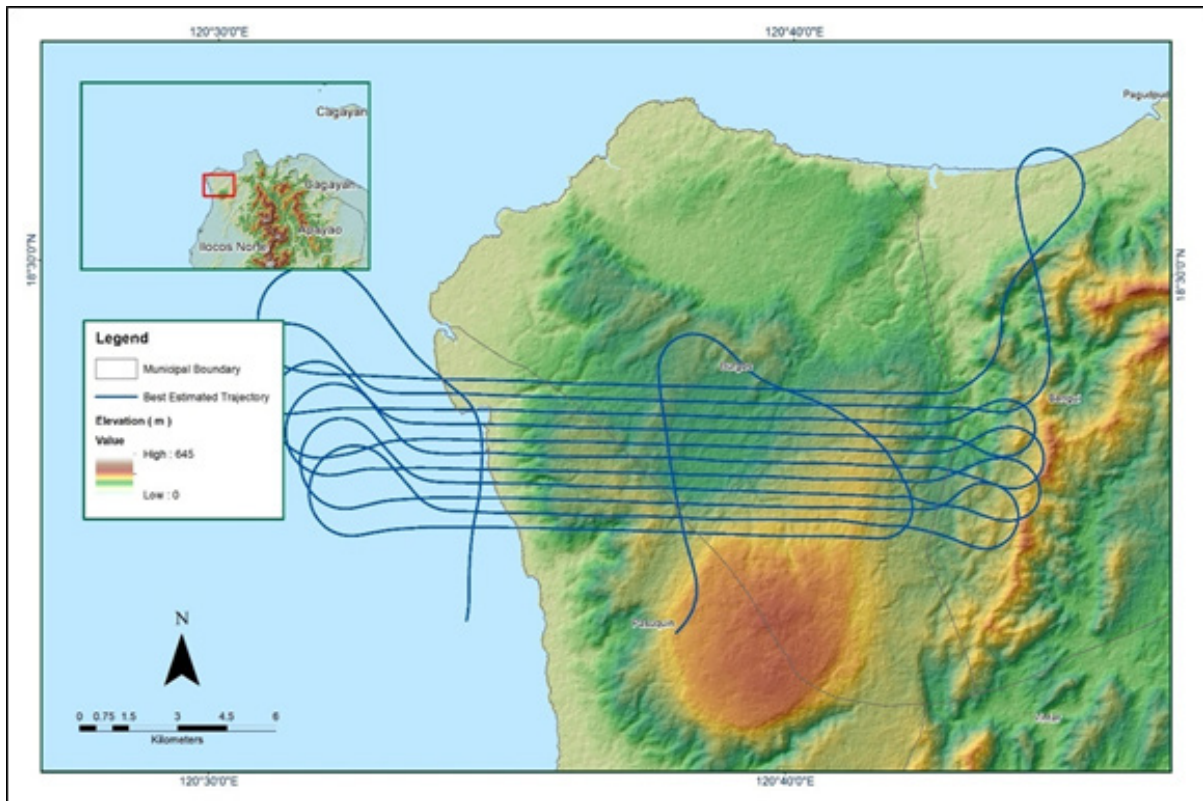 120°30'0"E
120°40'0"E
Cagayan
Cagayan
Apayao
Ilocos Norte
Pagudpud
18°30'0"N
18°30'0"N
Legend
Municipal Boundary
Best Estimated Trajectory
Elevation ( m )
Value
High : 645
Low : 0
Burgos
Bangui
Pasuquin
N
0 0.75 1.5 3 4.5 6
Kilometers
120°30'0"E
120°40'0"E